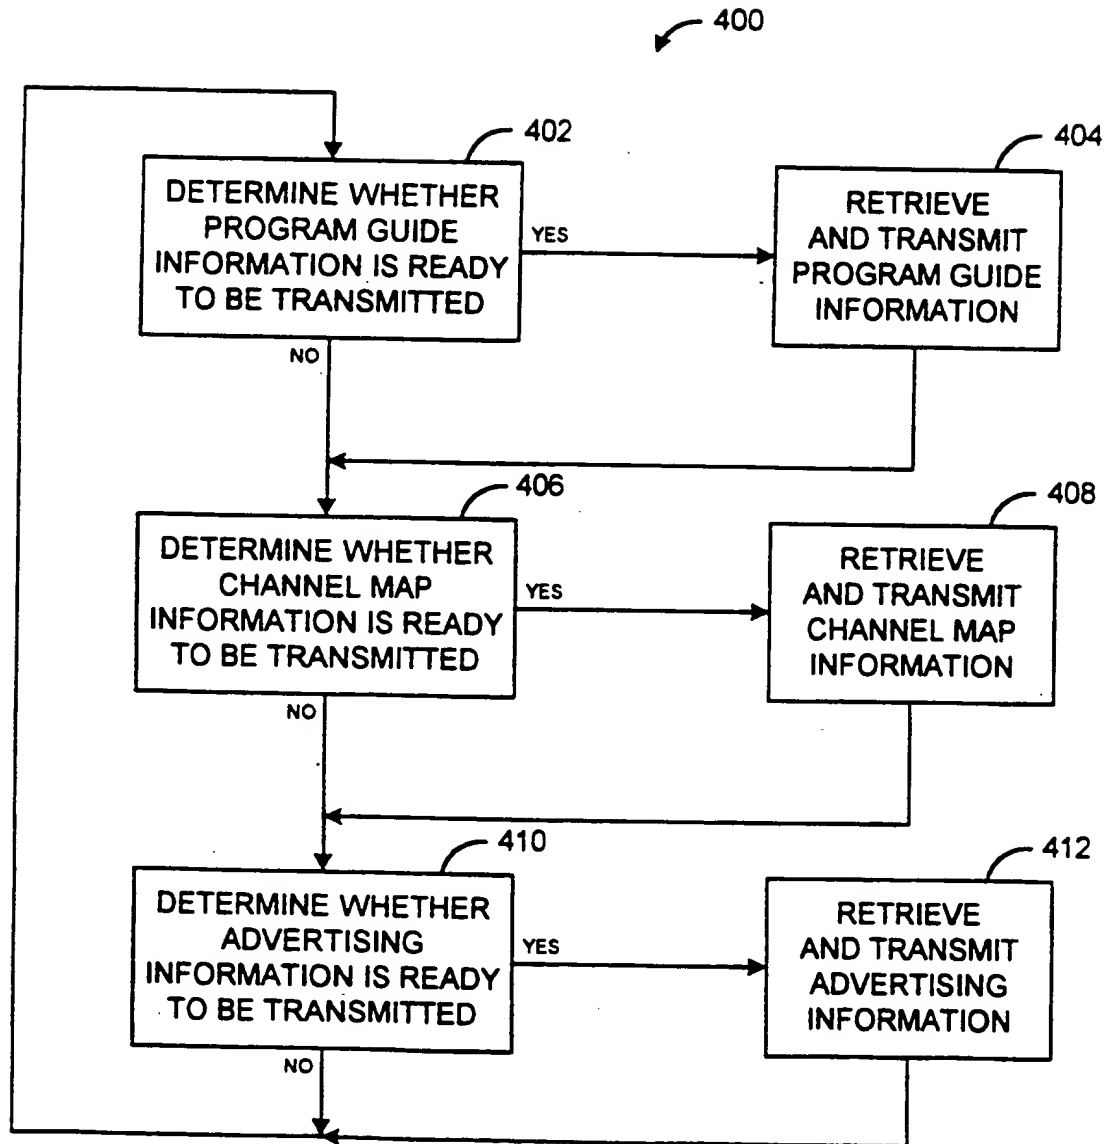 400
402
DETERMINE WHETHER
PROGRAM GUIDE
INFORMATION IS READY
TO BE TRANSMITTED
YES
404
RETRIEVE
AND TRANSMIT
PROGRAM GUIDE
INFORMATION
NO
406
DETERMINE WHETHER
CHANNEL MAP
INFORMATION IS READY
TO BE TRANSMITTED
YES
408
RETRIEVE
AND TRANSMIT
CHANNEL MAP
INFORMATION
NO
410
DETERMINE WHETHER
ADVERTISING
INFORMATION IS READY
TO BE TRANSMITTED
YES
412
RETRIEVE
AND TRANSMIT
ADVERTISING
INFORMATION
NO